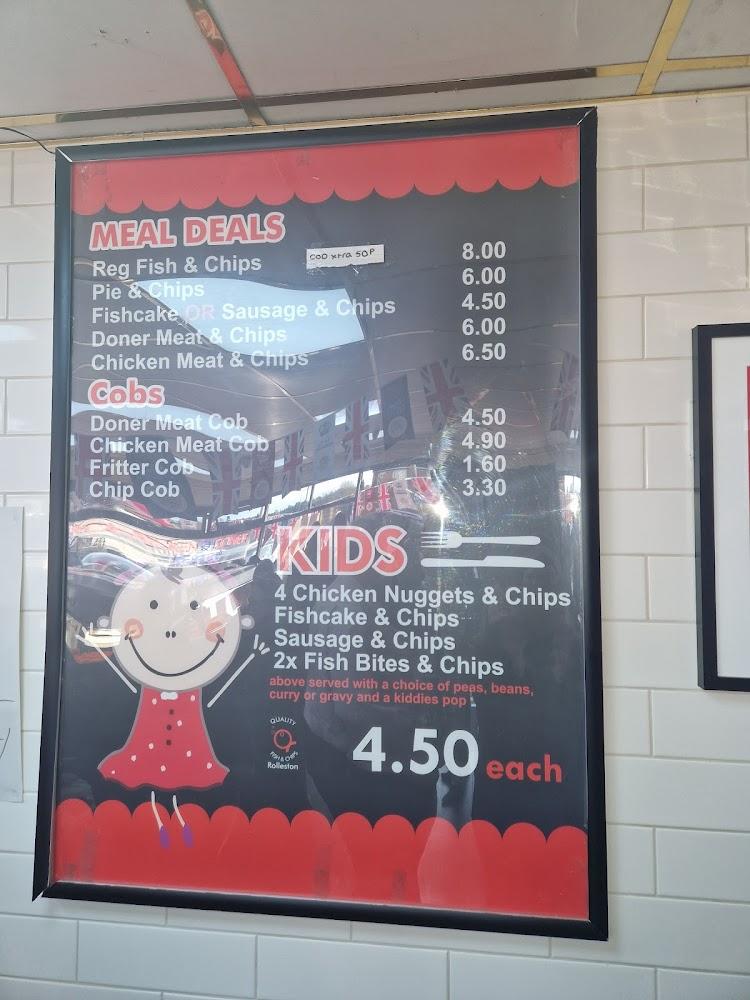 MEAL DEALS
Reg Fish & Chips COD xtra 50P 8.00
Pie & Chips 6.00
Fishcake OR Sausage & Chips 4.50
Doner Meat & Chips 6.00
Chicken Meat & Chips 6.50
Cobs
Doner Meat Cob 4.50
Chicken Meat Cob 4.90
Fritter Cob 1.60
Chip Cob 3.30
KIDS
4 Chicken Nuggets & Chips
Fishcake & Chips
Sausage & Chips
2x Fish Bites & Chips
above served with a choice of peas, beans,
curry or gravy and a kiddies pop
QUALITY
FISH & CHIPS
Rolleston
4.50 each